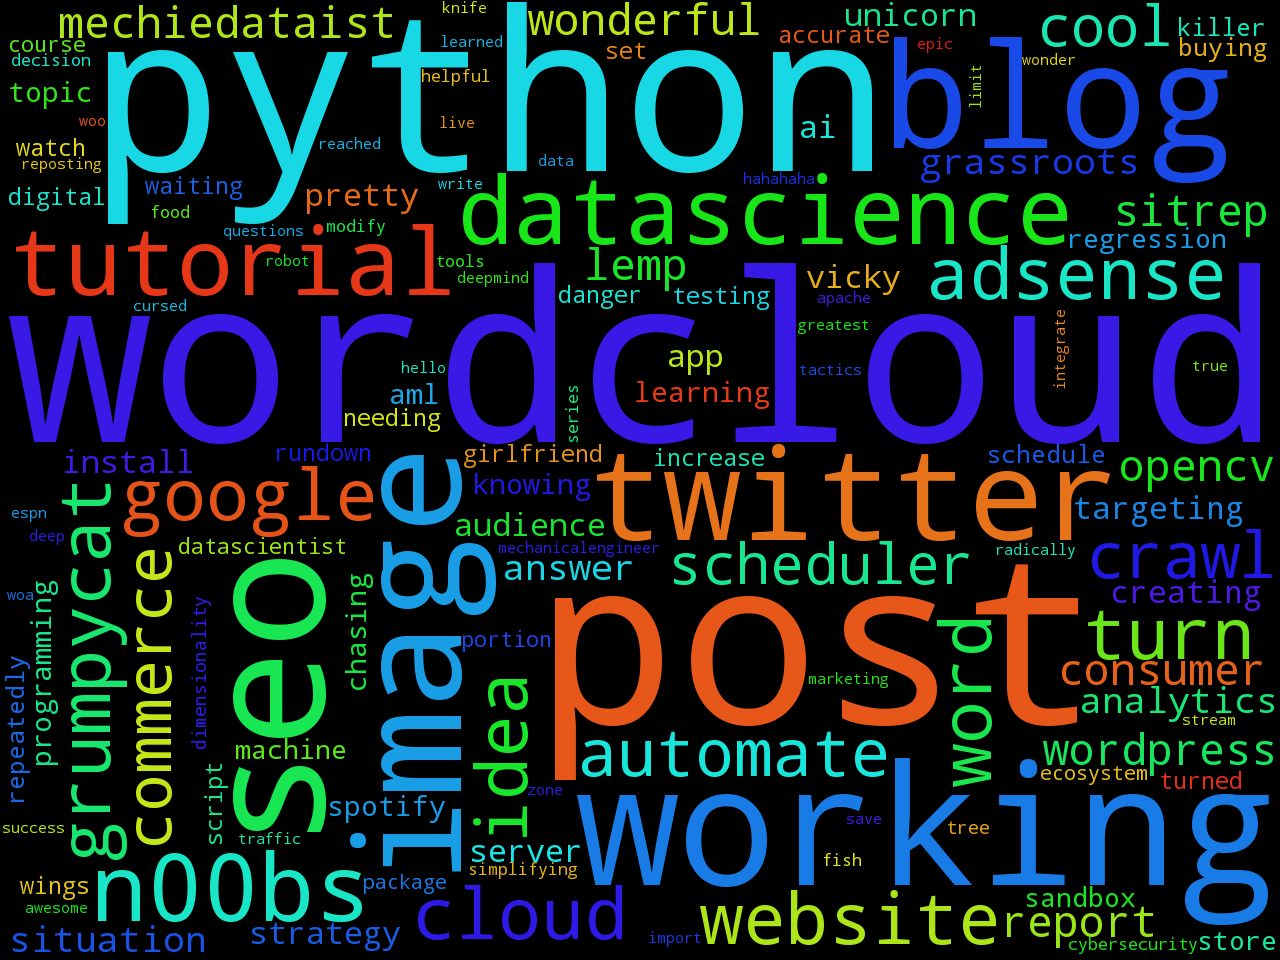 knife
mechiedataist
wonderful
unicorn
cool
killer
course
learned
set
accurate
epic
buying
decision
python
blog
wonder
helpful
limit
topic
woo
live
ai
watch
reached
data
grassroots
reposting
digital
waiting
pretty
write
hahahaha
datascience
food
sitrep
questions
modify
tutorial
robot
tools
lemp
regression
deepmind
vicky
adsense
danger
testing
cursed
apache
wordcloud
greatest
integrate
hello
app
tactics
true
aml
learning
needing
series
install
rundown
girlfriend
increase
schedule
opencv
google
image
knowing
twitter
espn
grumpycat
audience
targeting
deep
datascientist
mechanicalengineer
radically
commerce
seo
answer
scheduler
crawl
woa
programming
dimensionality
chasing
creating
portion
post
word
turn
repeatedly
idea
marketing
consumer
analytics
stream
machine
automate
wordpress
script
ecosystem
turned
spotify
zone
working
success
traffic
server
save
tree
wings
n00bs
package
simplifying
fish
awesome
cloud
website
sandbox
report
situation
strategy
import
cybersecurity
store